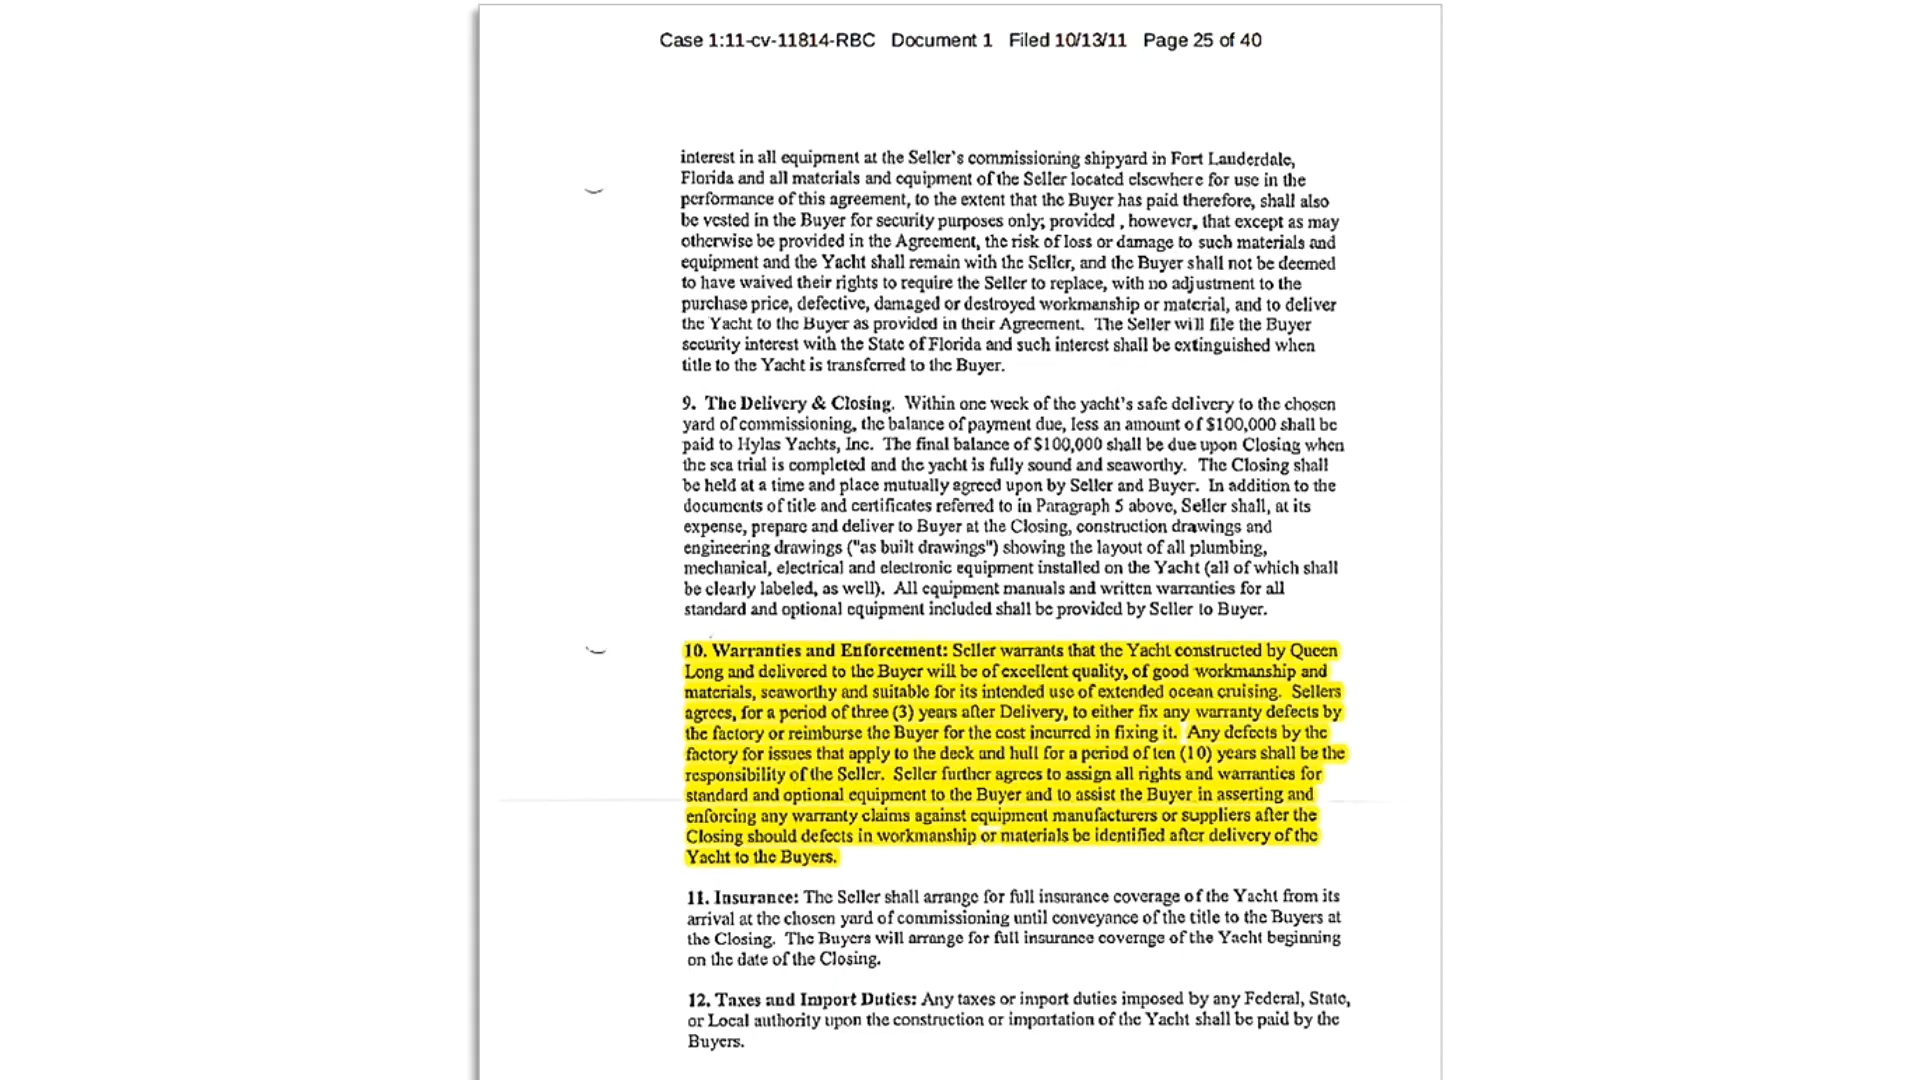 Case 1:11-cv-11814-RBC Document 1 Filed 10/13/11 Page 25 of 40
interest in all equipment at the Seller's commissioning shipyard in Fort Lauderdale,
Florida and all materials and equipment of the Seller located elsewhere for use in the
performance of this agreement, to the extent that the Buyer has paid therefore, shall also
be vested in the Buyer for security purposes only; provided , however, that except as may
otherwise be provided in the Agreement, the risk of loss or damage to such materials and
equipment and the Yacht shall remain with the Seller, and the Buyer shall not be deemed
to have waived their rights to require the Seller to replace, with no adjustment to the
purchase price, defective, damaged or destroyed workmanship or material, and to deliver
the Yacht to the Buyer as provided in their Agreement. The Seller will file the Buyer
security interest with the State of Florida and such interest shall be extinguished when
title to the Yacht is transferred to the Buyer.
9. The Delivery & Closing. Within one week of the yacht's safe delivery to the chosen
yard of commissioning, the balance of payment due, less an amount of $100,000 shall be
paid to Hylas Yachts, Inc. The final balance of $100,000 shall be due upon Closing when
the sea trial is completed and the yacht is fully sound and seaworthy. The Closing shall
be held at a time and place mutually agreed upon by Seller and Buyer. In addition to the
documents of title and certificates referred to in Paragraph 5 above, Seller shall, at its
expense, prepare and deliver to Buyer at the Closing, construction drawings and
engineering drawings ("as built drawings") showing the layout of all plumbing,
mechanical, electrical and electronic equipment installed on the Yacht (all of which shall
be clearly labeled, as well). All equipment manuals and written warranties for all
standard and optional equipment included shall be provided by Seller to Buyer.
10. Warranties and Enforcement: Seller warrants that the Yacht constructed by Queen
Long and delivered to the Buyer will be of excellent quality, of good workmanship and
materials, seaworthy and suitable for its intended use of extended ocean cruising. Sellers
agrees, for a period of three (3) years after Delivery, to either fix any warranty defects by
the factory or reimburse the Buyer for the cost incurred in fixing it. Any defects by the
factory for issues that apply to the deck and hull for a period of ten (10) years shall be the
responsibility of the Seller. Seller further agrees to assign all rights and warranties for
standard and optional equipment to the Buyer and to assist the Buyer in asserting and
enforcing any warranty claims against equipment manufacturers or suppliers after the
Closing should defects in workmanship or materials be identified after delivery of the
Yacht to the Buyers.
11. Insurance: The Seller shall arrange for full insurance coverage of the Yacht from its
arrival at the chosen yard of commissioning until conveyance of the title to the Buyers at
the Closing. The Buyers will arrange for full insurance coverage of the Yacht beginning
on the date of the Closing.
12. Taxes and Import Duties: Any taxes or import duties imposed by any Federal, State,
or Local authority upon the construction or importation of the Yacht shall be paid by the
Buyers.